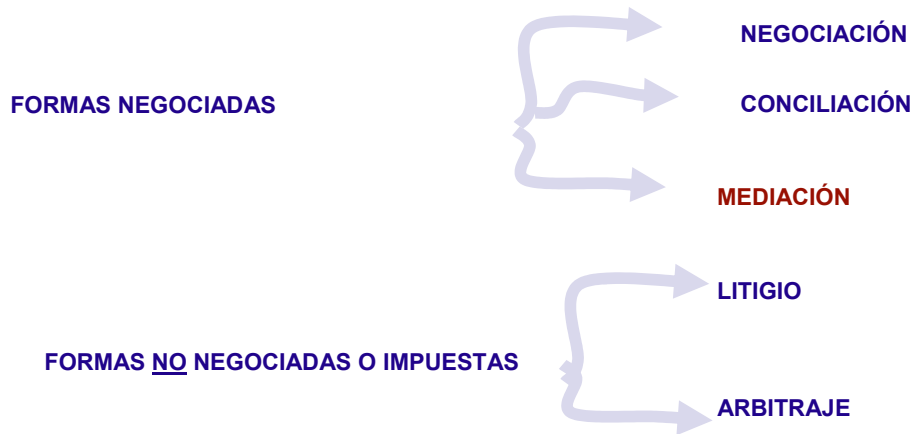 NEGOCIACIÓN
FORMAS NEGOCIADAS
CONCILIACIÓN
MEDIACIÓN
LITIGIO
FORMAS NO NEGOCIADAS O IMPUESTAS
ARBITRAJE